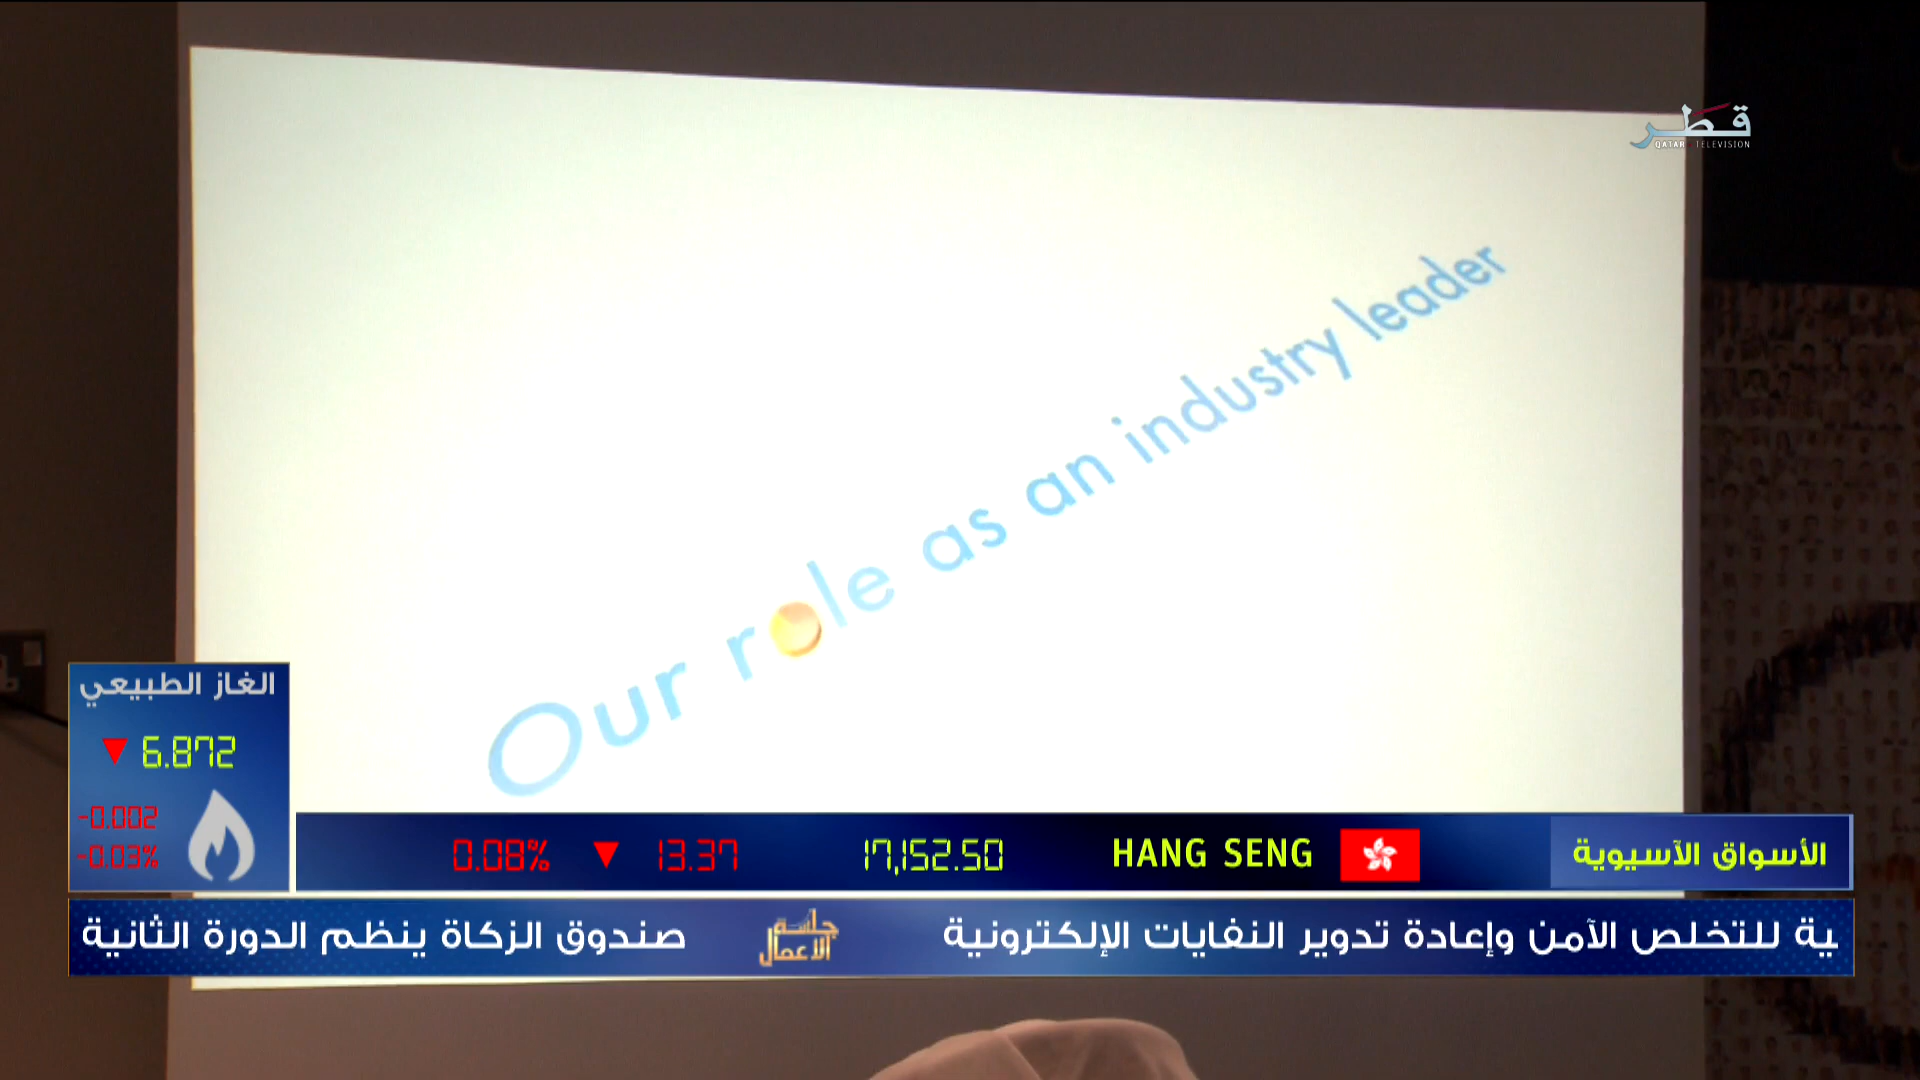 قطر
QATAR TELEVISION
Our role as an industry leader
الغاز الطبيعي
6.872
-0.002
-0.03%
الأسواق الآسيوية
HANG SENG
17,152.50
13.37
0.08%
ية للتخلص الآمن وإعادة تدوير النفايات الإلكترونية
جلسة الأعمال
صندوق الزكاة ينظم الدورة الثانية